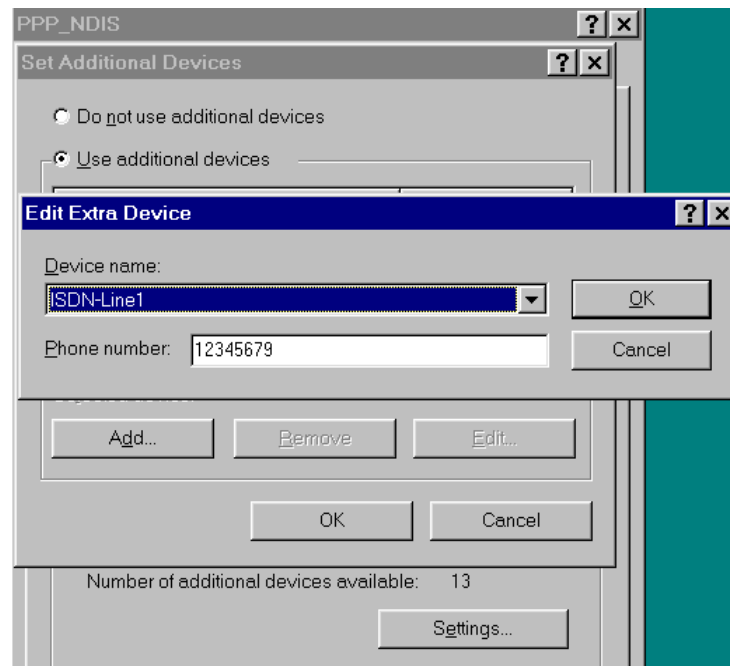 PPP_NDIS
Set Additional Devices
Do not use additional devices
Use additional devices
Edit Extra Device
Device name:
ISDN-Line1
OK
Phone number: 12345679
Cancel
Add... Remove Edit...
OK Cancel
Number of additional devices available: 13
Settings...